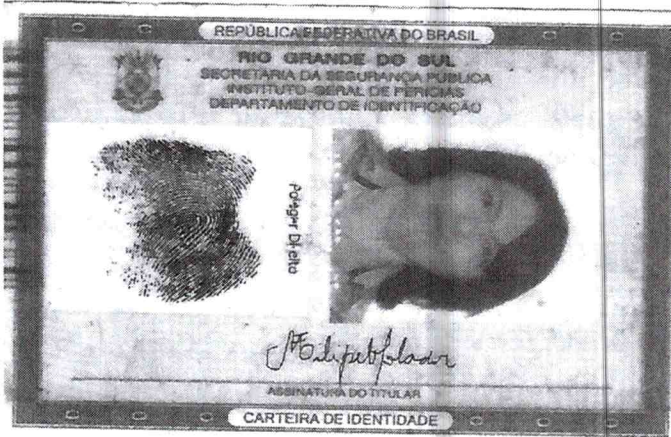 REPÚBLICA FEDERATIVA DO BRASIL
RIO GRANDE DO SUL
SECRETARIA DA SEGURANÇA PÚBLICA
INSTITUTO-GERAL DE PERÍCIAS
DEPARTAMENTO DE IDENTIFICAÇÃO
Polegar Direito
ASSINATURA DO TITULAR
CARTEIRA DE IDENTIDADE